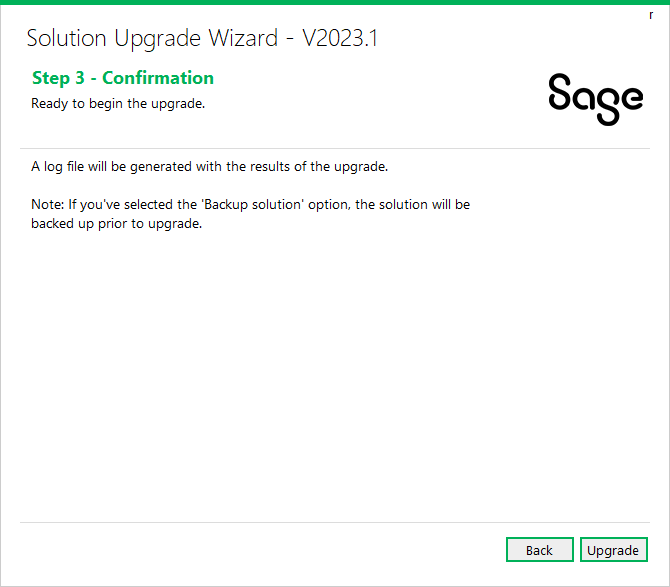 r
Solution Upgrade Wizard - V2023.1
Step 3 - Confirmation
Ready to begin the upgrade.
Sage
A log file will be generated with the results of the upgrade.
Note: If you've selected the 'Backup solution' option, the solution will be
backed up prior to upgrade.
Back
Upgrade